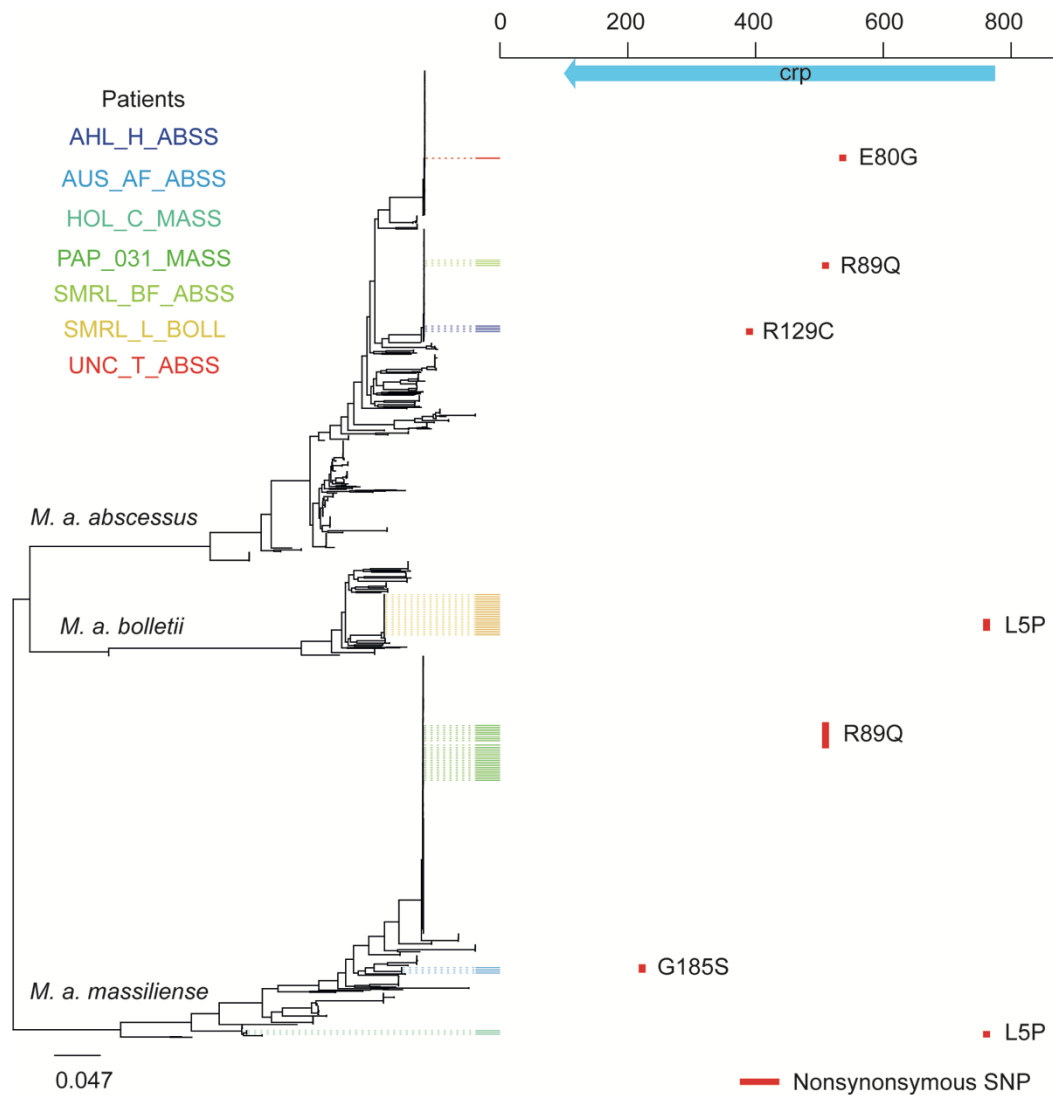 0 200 400 600 800
crp
Patients
AHL_H_ABSS
AUS_AF_ABSS
HOL_C_MASS
PAP_031_MASS
SMRL_BF_ABSS
SMRL_L_BOLL
UNC_T_ABSS
E80G
R89Q
R129C
M. a. abscessus
M. a. bolletii
L5P
R89Q
G185S
M. a. massiliense
L5P
0.047
Nonsynonsymous SNP